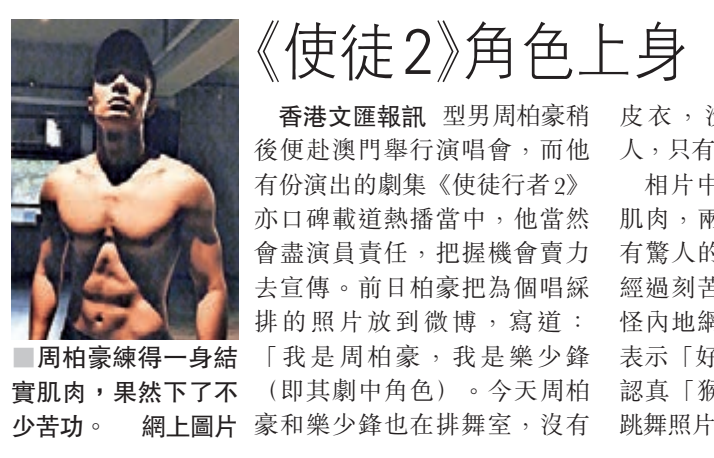 《使徒2》角色上身
香港文匯報訊 型男周柏豪稍
後便赴澳門舉行演唱會，而他
有份演出的劇集《使徒行者2》
亦口碑載道熱播當中，他當然
會盡演員責任，把握機會賣力
去宣傳。前日柏豪把為個唱綵
排的照片放到微博，寫道：
「我是周柏豪，我是樂少鋒
（即其劇中角色）。今天周柏
豪和樂少鋒也在排舞室，沒有
皮衣，
人，只有
相片中
肌肉，兩
有驚人的
經過刻苦
怪內地網
表示「好
認真「猴
跳舞照片
■周柏豪練得一身結
實肌肉，果然下了不
少苦功。 網上圖片